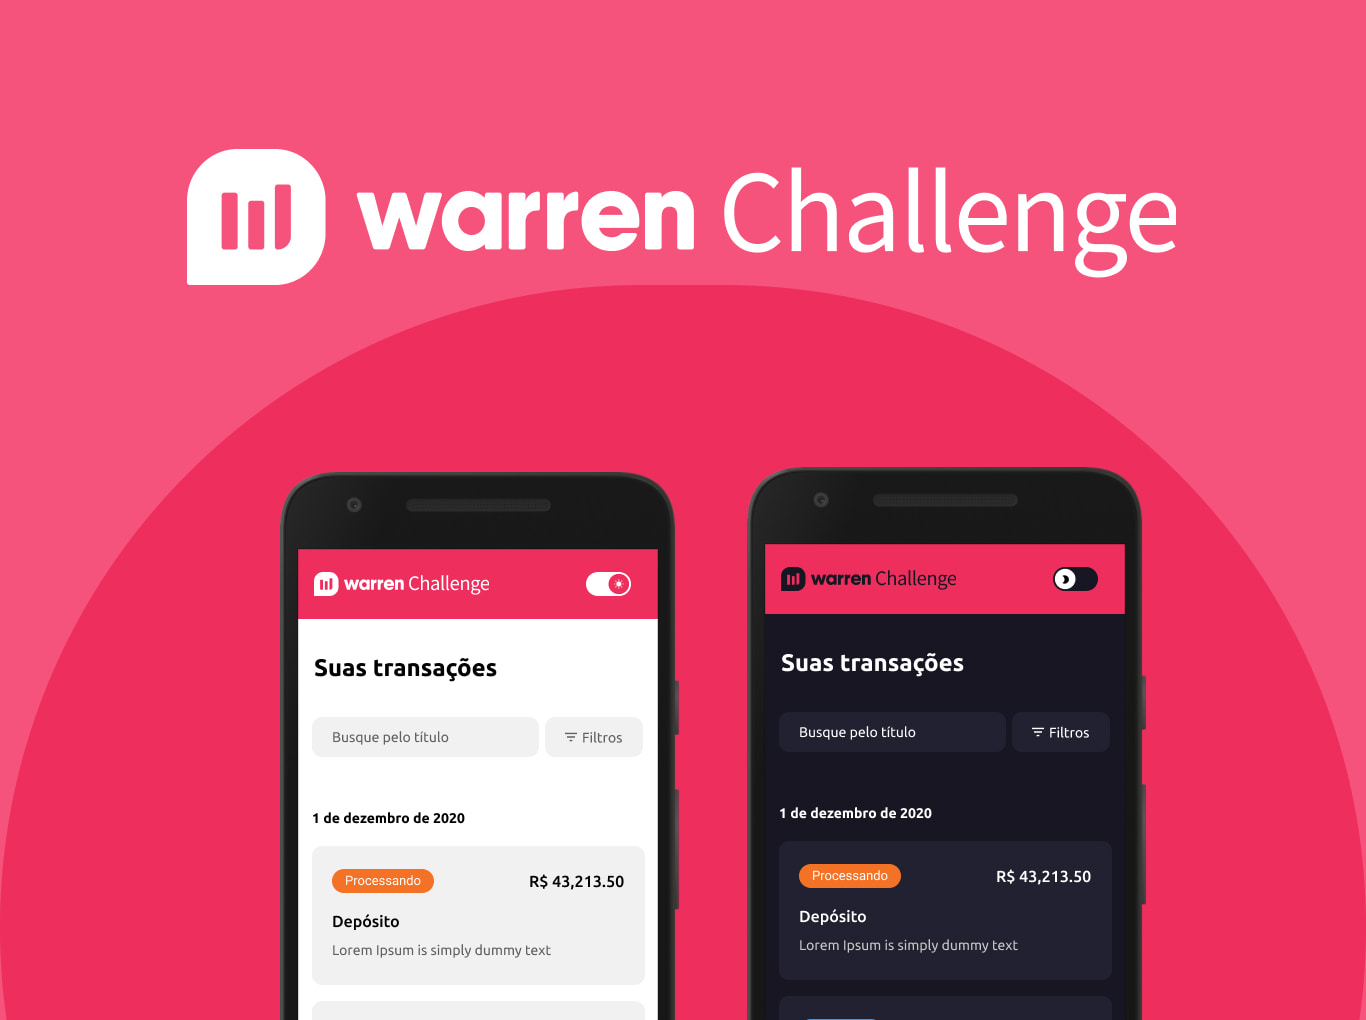 warren Challenge
warren Challenge
Suas transações
Busque pelo título
Filtros
1 de dezembro de 2020
Processando
R$ 43,213.50
Depósito
Lorem Ipsum is simply dummy text
warren Challenge
Suas transações
Busque pelo título
Filtros
1 de dezembro de 2020
Processando
R$ 43,213.50
Depósito
Lorem Ipsum is simply dummy text